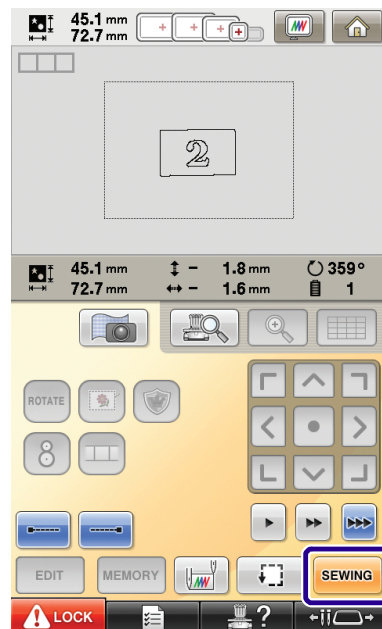 45.1 mm
72.7 mm
2
45.1 mm – 1.8 mm 359°
72.7 mm – 1.6 mm 1
ROTATE
8
EDIT MEMORY SEWING
LOCK ?